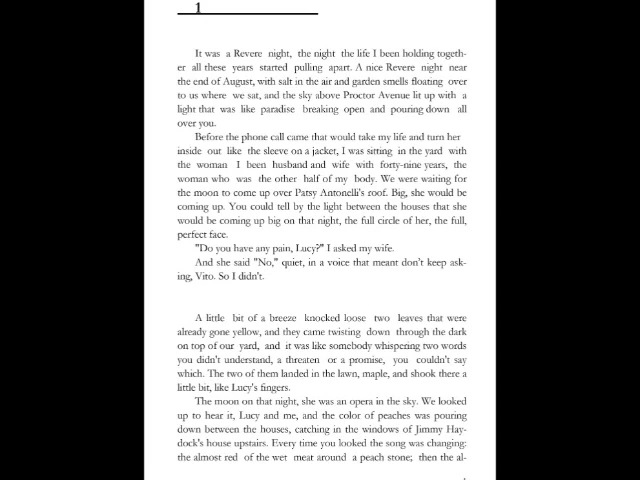 1
It was a Revere night, the night the life I been holding togeth-
er all these years started pulling apart. A nice Revere night near
the end of August, with salt in the air and garden smells floating over
to us where we sat, and the sky above Proctor Avenue lit up with a
light that was like paradise breaking open and pouring down all
over you.
Before the phone call came that would take my life and turn her
inside out like the sleeve on a jacket, I was sitting in the yard with
the woman I been husband and wife with forty-nine years, the
woman who was the other half of my body. We were waiting for
the moon to come up over Patsy Antonelli's roof. Big, she would be
coming up. You could tell by the light between the houses that she
would be coming up big on that night, the full circle of her, the full,
perfect face.
"Do you have any pain, Lucy?" I asked my wife.
And she said "No," quiet, in a voice that meant don't keep ask-
ing, Vito. So I didn't.
A little bit of a breeze knocked loose two leaves that were
already gone yellow, and they came twisting down through the dark
on top of our yard, and it was like somebody whispering two words
you didn't understand, a threaten or a promise, you couldn't say
which. The two of them landed in the lawn, maple, and shook there a
little bit, like Lucy's fingers.
The moon on that night, she was an opera in the sky. We looked
up to hear it, Lucy and me, and the color of peaches was pouring
down between the houses, catching in the windows of Jimmy Hay-
dock's house upstairs. Every time you looked the song was changing:
the almost red of the wet meat around a peach stone; then the al-